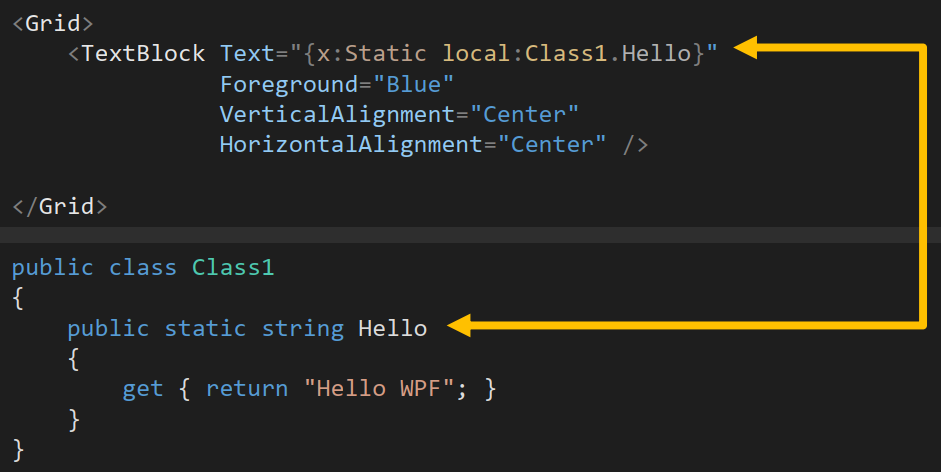 <Grid>
    <TextBlock Text="{x:Static local:Class1.Hello}"
               Foreground="Blue"
               VerticalAlignment="Center"
               HorizontalAlignment="Center" />
</Grid>
public class Class1
{
    public static string Hello
    {
        get { return "Hello WPF"; }
    }
}